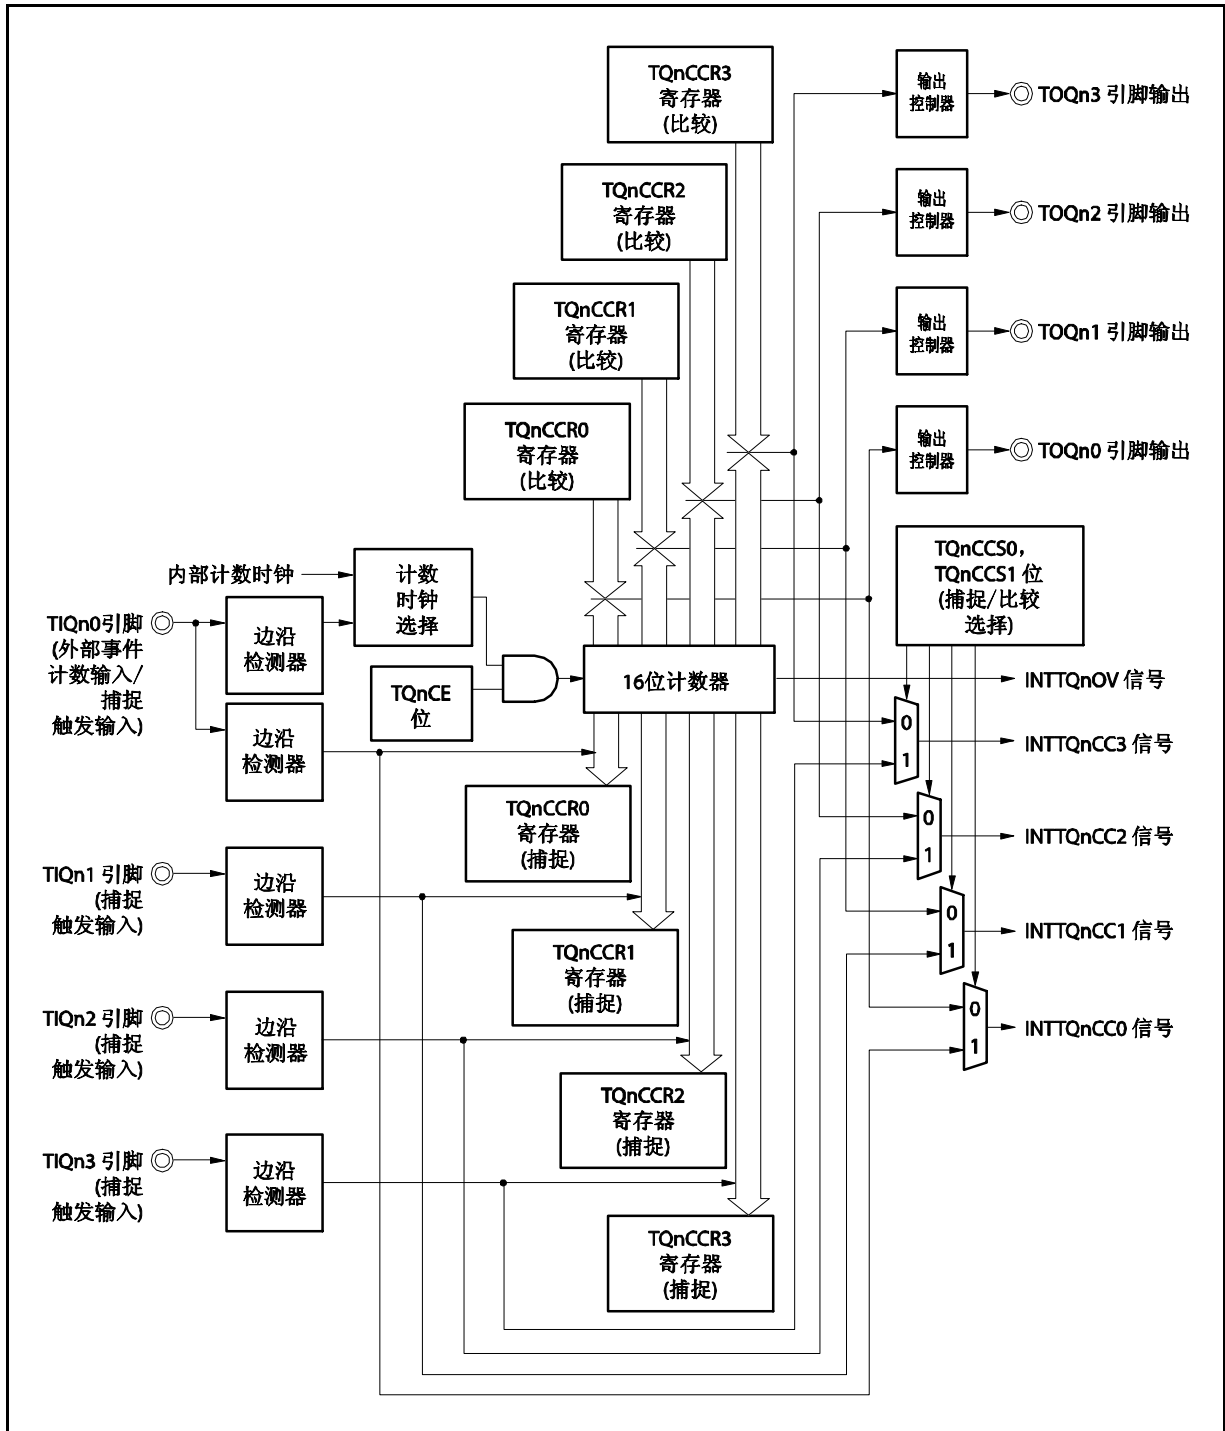 TQnCCR3
寄存器
(比较)
输出
控制器
TOQn3 引脚输出
TQnCCR2
寄存器
(比较)
输出
控制器
TOQn2 引脚输出
TQnCCR1
寄存器
(比较)
输出
控制器
TOQn1 引脚输出
TQnCCR0
寄存器
(比较)
输出
控制器
TOQn0 引脚输出
TQnCCS0,
TQnCCS1 位
(捕捉/比较
选择)
内部计数时钟
计数
时钟
选择
TIQn0引脚
(外部事件
计数输入/
捕捉
触发输入)
边沿
检测器
TQnCE
位
16位计数器
INTTQnOV 信号
边沿
检测器
0
1
INTTQnCC3 信号
TQnCCR0
寄存器
(捕捉)
0
1
INTTQnCC2 信号
TIQn1 引脚
(捕捉
触发输入)
边沿
检测器
TQnCCR1
寄存器
(捕捉)
0
1
INTTQnCC1 信号
TIQn2 引脚
(捕捉
触发输入)
边沿
检测器
0
1
INTTQnCC0 信号
TQnCCR2
寄存器
(捕捉)
TIQn3 引脚
(捕捉
触发输入)
边沿
检测器
TQnCCR3
寄存器
(捕捉)